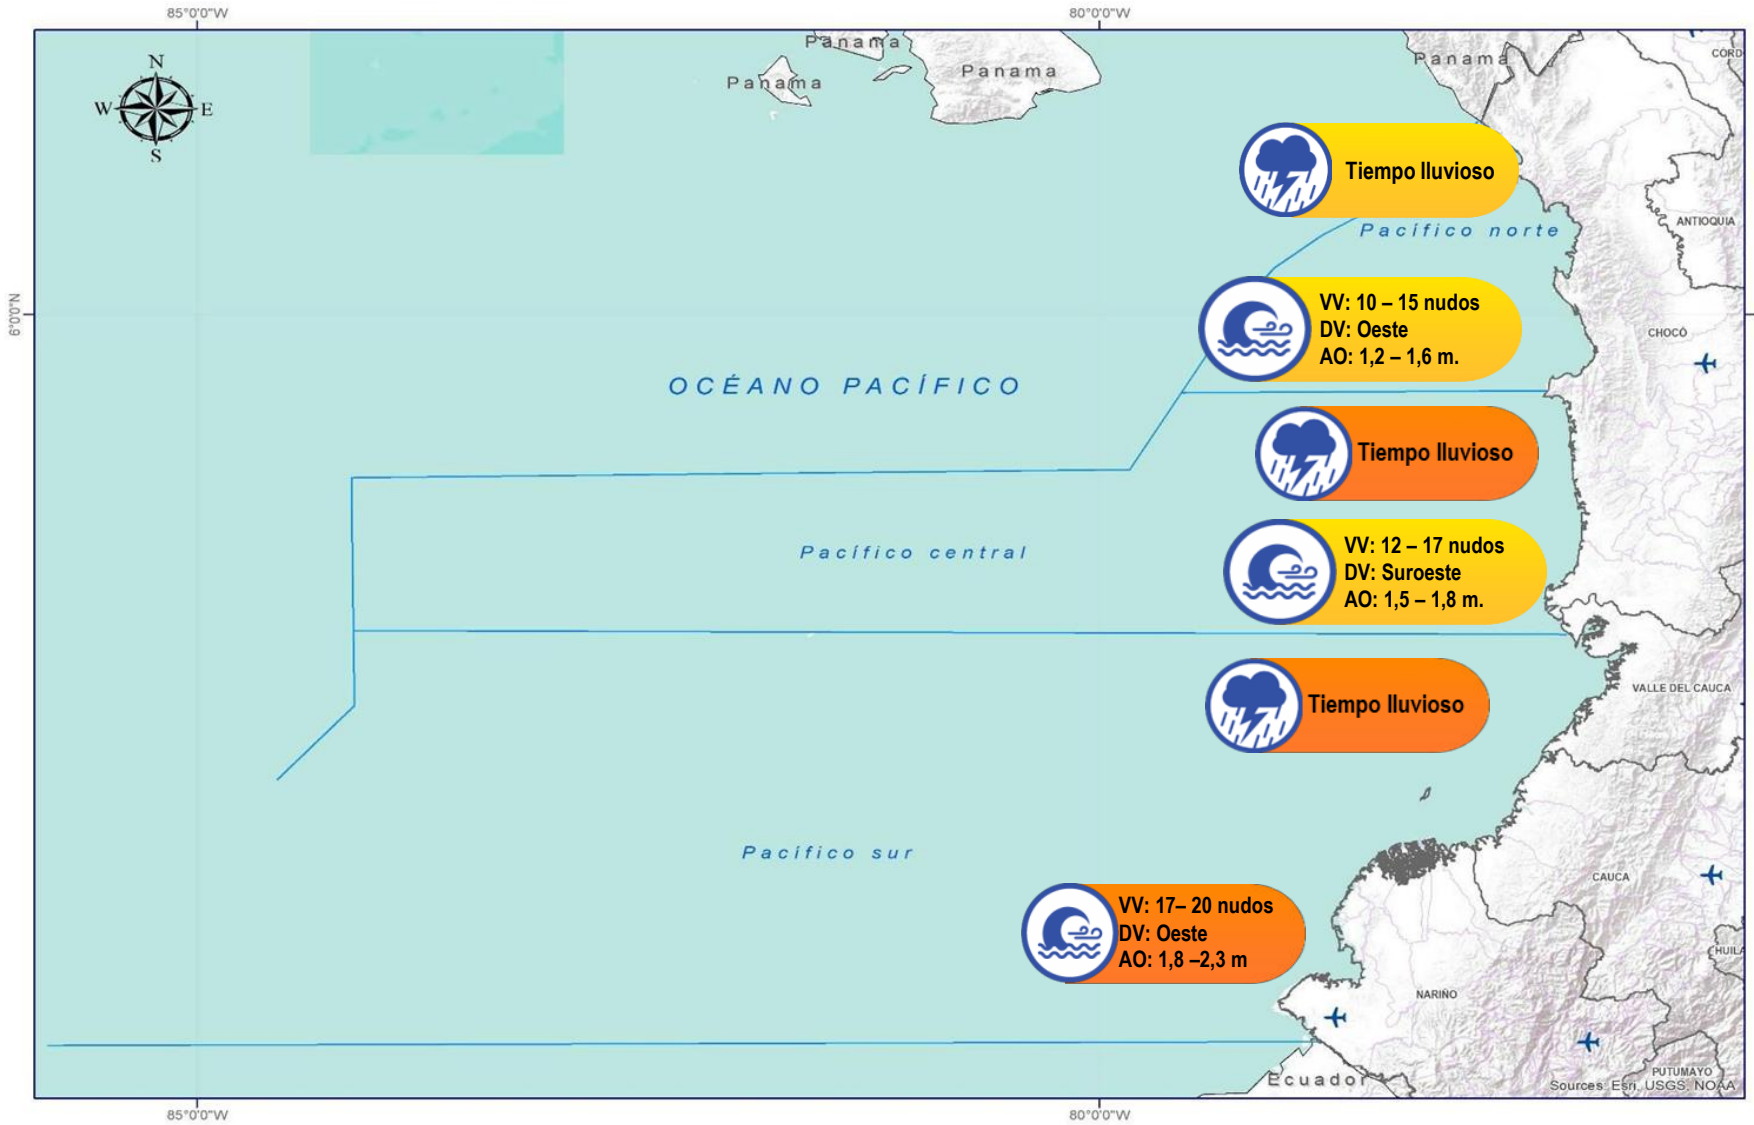 85°0'0"W
80°0'0"W
N
W
E
S
Panama
Panama
Panama
Panama
CORD
Tiempo lluvioso
ANTIOQUIA
Pacífico norte
6°0'0"N
VV: 10 – 15 nudos
DV: Oeste
AO: 1,2 – 1,6 m.
CHOCÓ
OCÉANO PACÍFICO
Tiempo lluvioso
Pacífico central
VV: 12 – 17 nudos
DV: Suroeste
AO: 1,5 – 1,8 m.
VALLE DEL CAUCA
Tiempo lluvioso
Pacífico sur
CAUCA
VV: 17– 20 nudos
DV: Oeste
AO: 1,8 –2,3 m
HUILA
NARIÑO
Ecuador
PUTUMAYO
Sources: Esri, USGS, NOAA
85°0'0"W
80°0'0"W